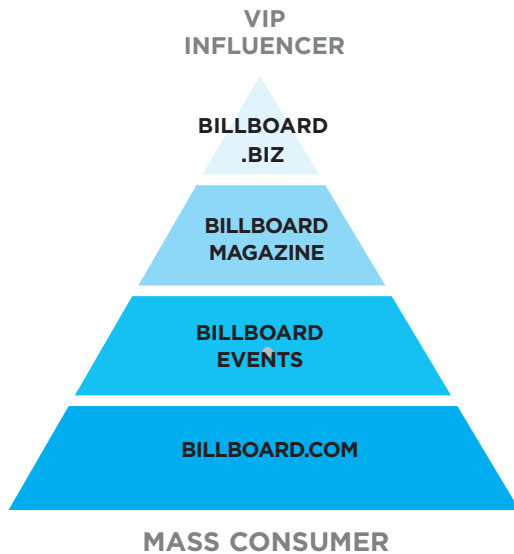 VIP
INFLUENCER
BILLBOARD
.BIZ
BILLBOARD
MAGAZINE
BILLBOARD
EVENTS
BILLBOARD.COM
MASS CONSUMER